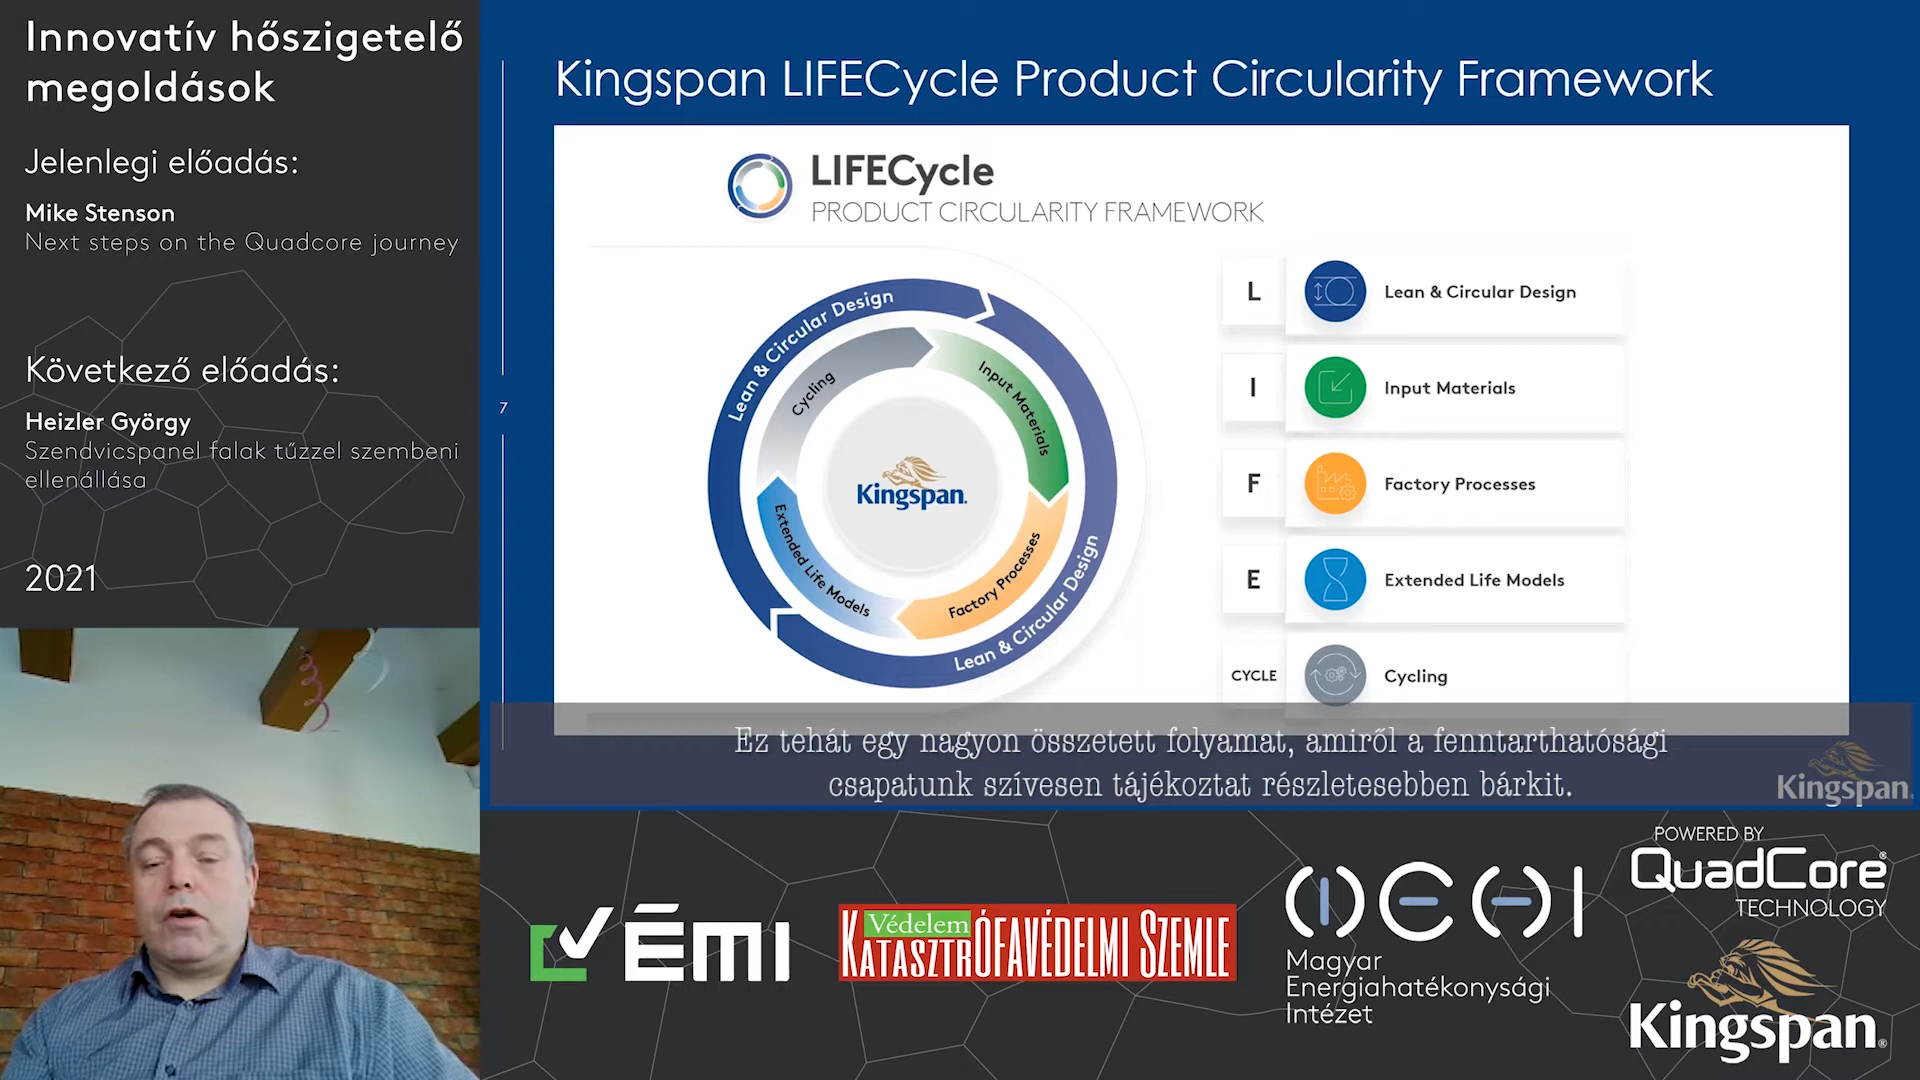 Innovatív hőszigetelő
megoldások
Jelenlegi előadás:
Mike Stenson
Next steps on the Quadcore journey
Következő előadás:
Heizler György
Szendvicspanel falak tűzzel szembeni
ellenállása
2021
Kingspan LIFECycle Product Circularity Framework
7
LIFECycle
PRODUCT CIRCULARITY FRAMEWORK
Lean & Circular Design
Cycling
Input Materials
Kingspan.
Extended Life Models
Factory Processes
Lean & Circular Design
L
Lean & Circular Design
I
Input Materials
F
Factory Processes
E
Extended Life Models
CYCLE
Cycling
Ez tehát egy nagyon összetett folyamat, amiről a fenntarthatósági
csapatunk szívesen tájékoztat részletesebben bárkit.
Kingspan.
ÉMI
Védelem
KATASZTRÓFAVÉDELMI SZEMLE
MEHI
Magyar
Energiahatékonysági
Intézet
POWERED BY
QuadCore®
TECHNOLOGY
Kingspan®